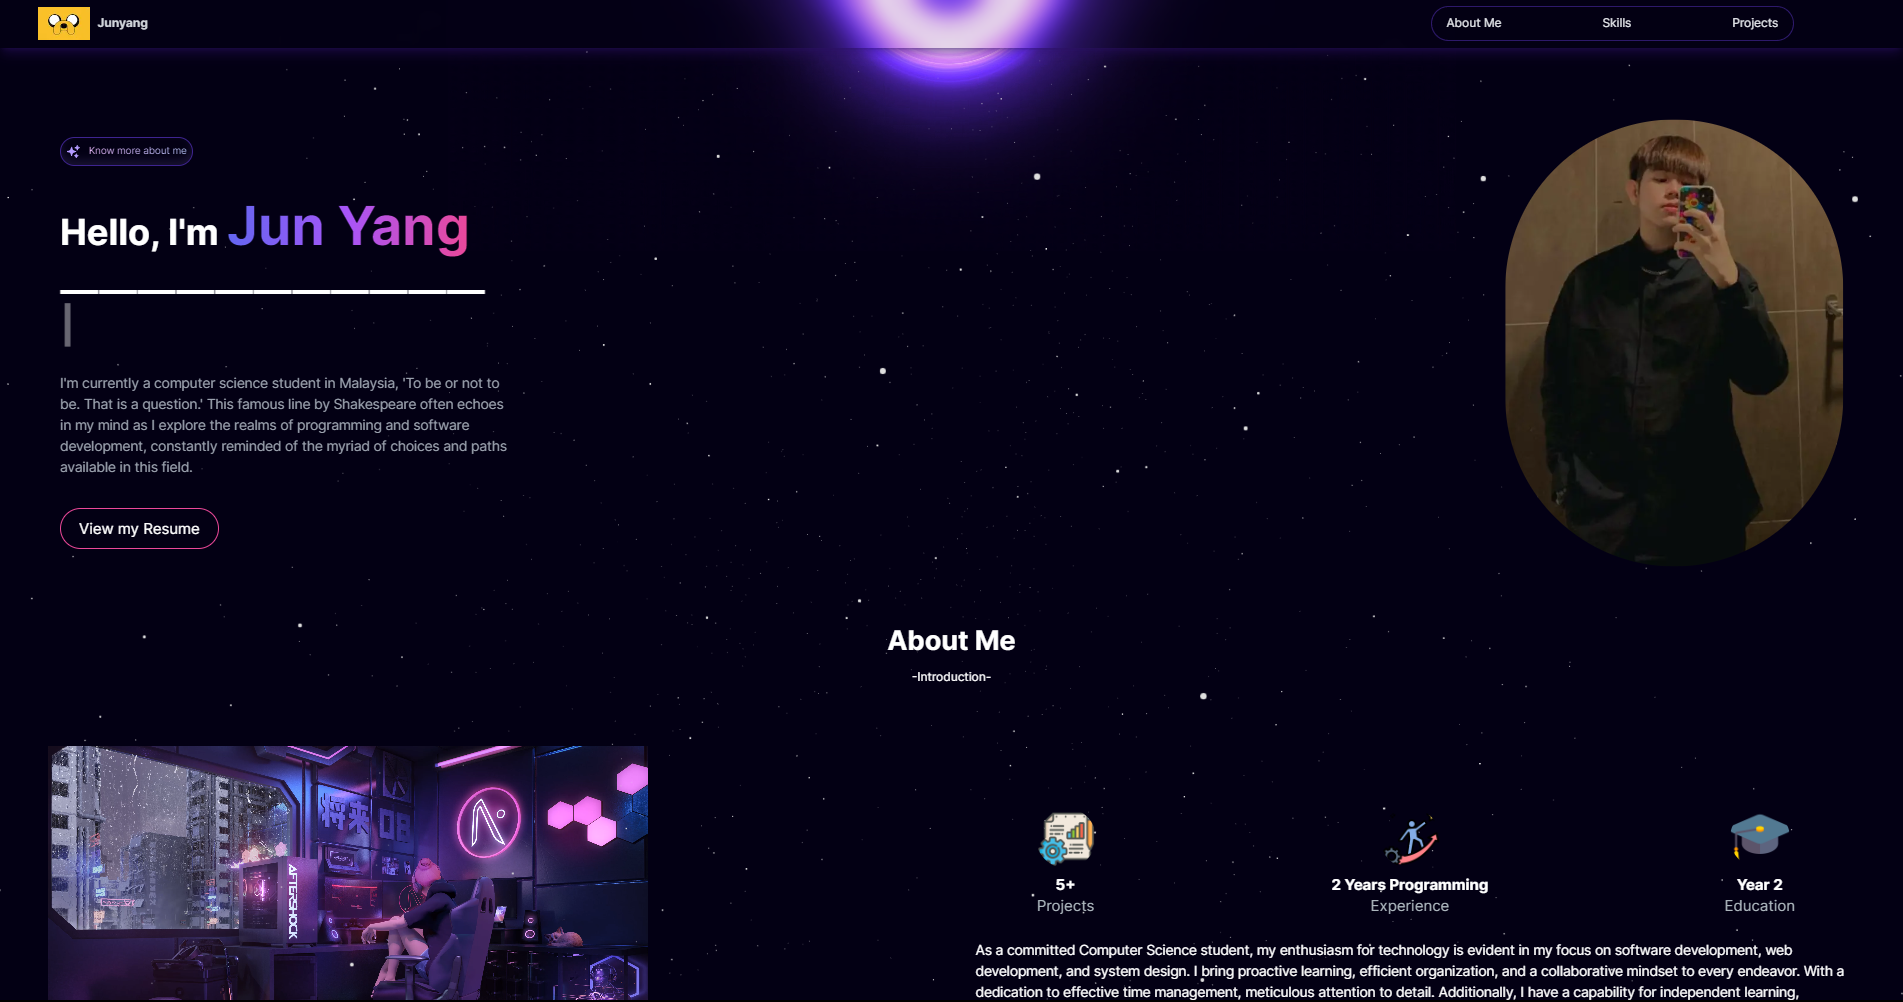 Junyang
About Me
Skills
Projects
Know more about me
Hello, I'm Jun Yang
I'm currently a computer science student in Malaysia, 'To be or not to
be. That is a question.' This famous line by Shakespeare often echoes
in my mind as I explore the realms of programming and software
development, constantly reminded of the myriad of choices and paths
available in this field.
View my Resume
About Me
-Introduction-
将来
AFTERSHOCK
5+
Projects
2 Years Programming
Experience
Year 2
Education
As a committed Computer Science student, my enthusiasm for technology is evident in my focus on software development, web
development, and system design. I bring proactive learning, efficient organization, and a collaborative mindset to every endeavor. With a
dedication to effective time management, meticulous attention to detail. Additionally, I have a capability for independent learning,